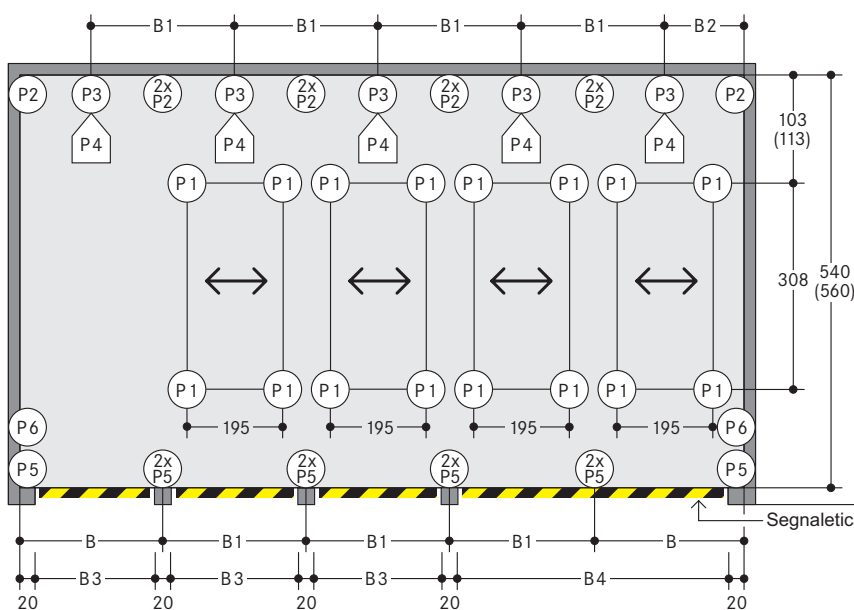 B1 B1 B1 B1 B2
P2 P3 2x P2 P3 2x P2 P3 2x P2 P3 2x P2 P3 P2
P4 P4 P4 P4 P4
103
(113)
P1 P1 P1 P1 P1 P1 P1 P1
308
540
(560)
P1 P1 P1 P1 P1 P1 P1 P1
195 195 195 195
P6 P6
P5 2x P5 2x P5 2x P5 2x P5 P5
Segnaletic
B B1 B1 B1 B
B3 B3 B3 B4
20 20 20 20 20